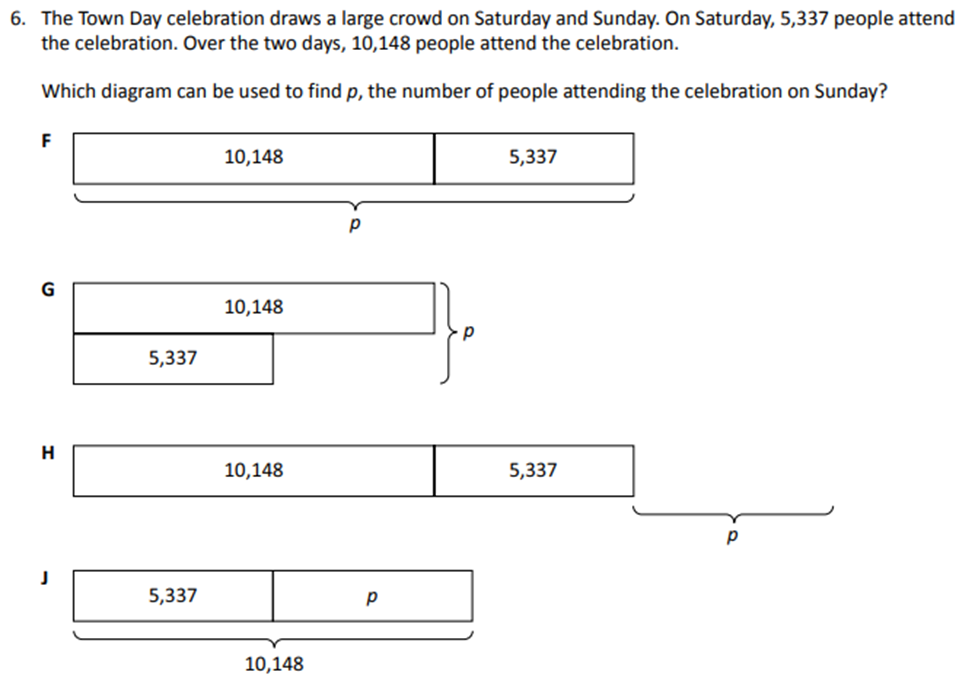 6. The Town Day celebration draws a large crowd on Saturday and Sunday. On Saturday, 5,337 people attend
the celebration. Over the two days, 10,148 people attend the celebration.
Which diagram can be used to find p, the number of people attending the celebration on Sunday?
F
10,148 5,337
p
G
10,148
p
5,337
H
10,148 5,337
p
J
5,337 p
10,148